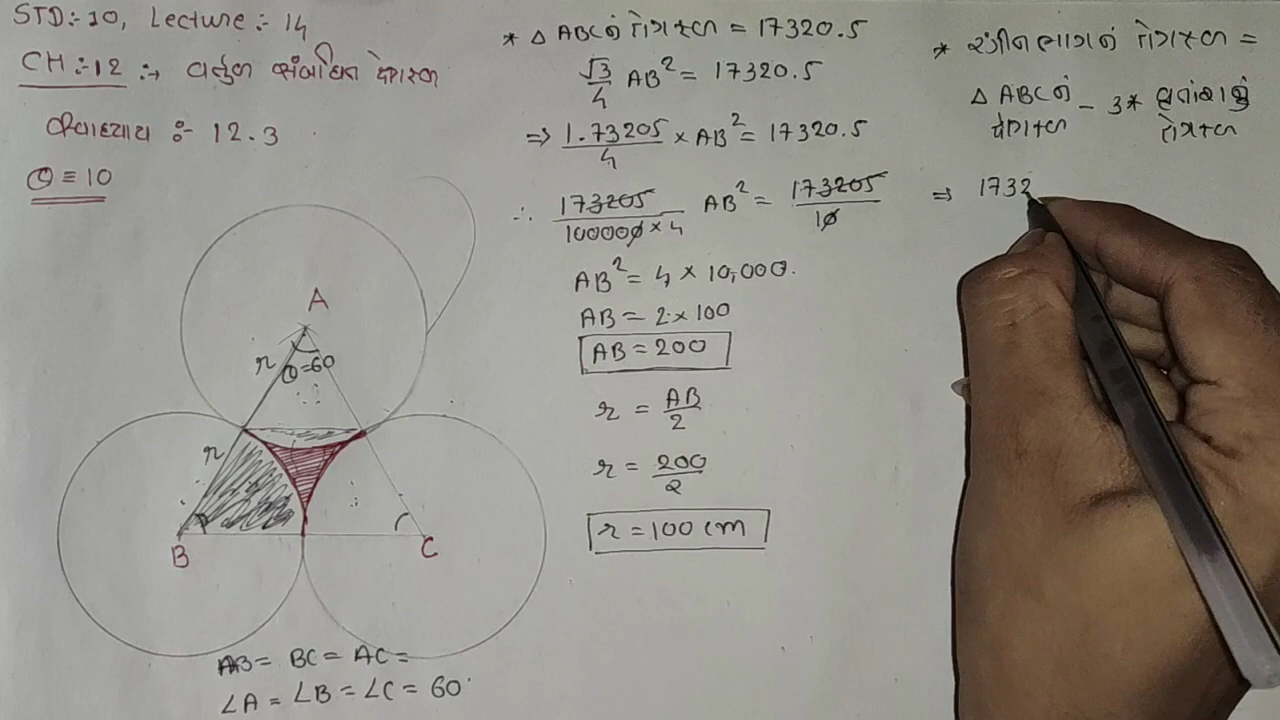 STD:- 10, Lecture :- 14
CH :- 12 :- વર્તુળ સંબંધિત ક્ષેત્રફળ
સ્વાધ્યાય :- 12.3
Q = 10
A
r
θ=60
r
B
C
AB = BC = AC =
∠A = ∠B = ∠C = 60°
* △ ABCનું ક્ષેત્રફળ = 17320.5
√3/4 AB² = 17320.5
⇒ 1.73205/4 × AB² = 17320.5
∴ 173205/(100000 × 4) AB² = 173205/10
AB² = 4 × 10,000.
AB = 2 × 100
AB = 200
r = AB/2
r = 200/2
r = 100 cm
* રંગીન ભાગનું ક્ષેત્રફળ =
△ ABCનું ક્ષેત્રફળ - 3* વૃતાંશનું ક્ષેત્રફળ
⇒ 1732